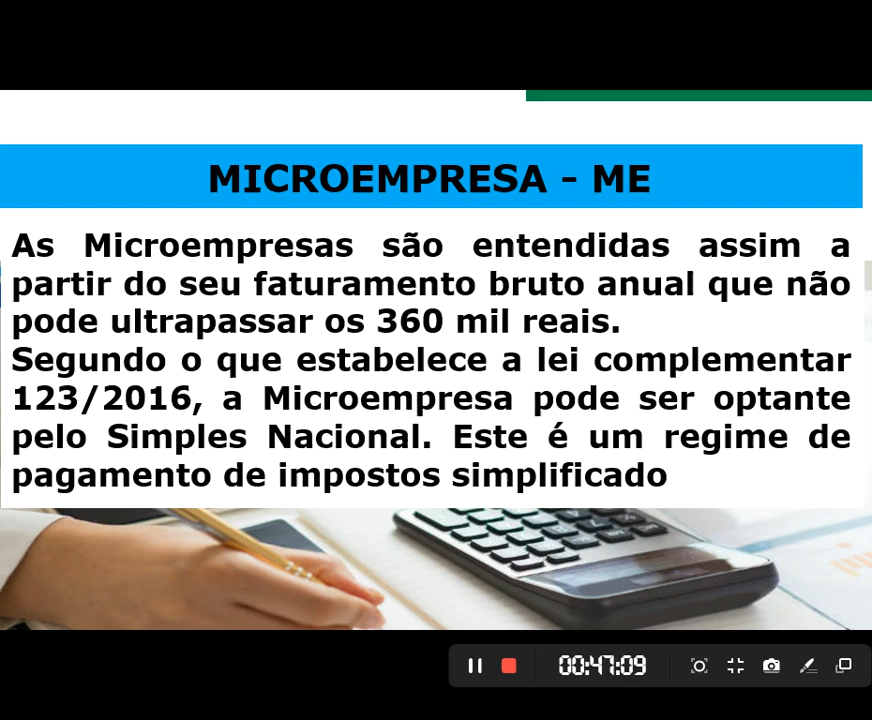 MICROEMPRESA - ME
As Microempresas são entendidas assim a
partir do seu faturamento bruto anual que não
pode ultrapassar os 360 mil reais.
Segundo o que estabelece a lei complementar
123/2016, a Microempresa pode ser optante
pelo Simples Nacional. Este é um regime de
pagamento de impostos simplificado
00:47:09